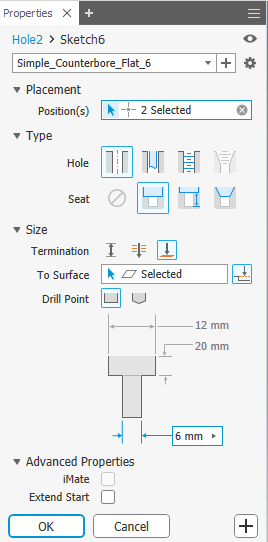 Properties × +
Hole2 > Sketch6
Simple_Counterbore_Flat_6
Placement
Position(s) 2 Selected
Type
Hole
Seat
Size
Termination
To Surface Selected
Drill Point
12 mm
20 mm
6 mm
Advanced Properties
iMate
Extend Start
OK Cancel